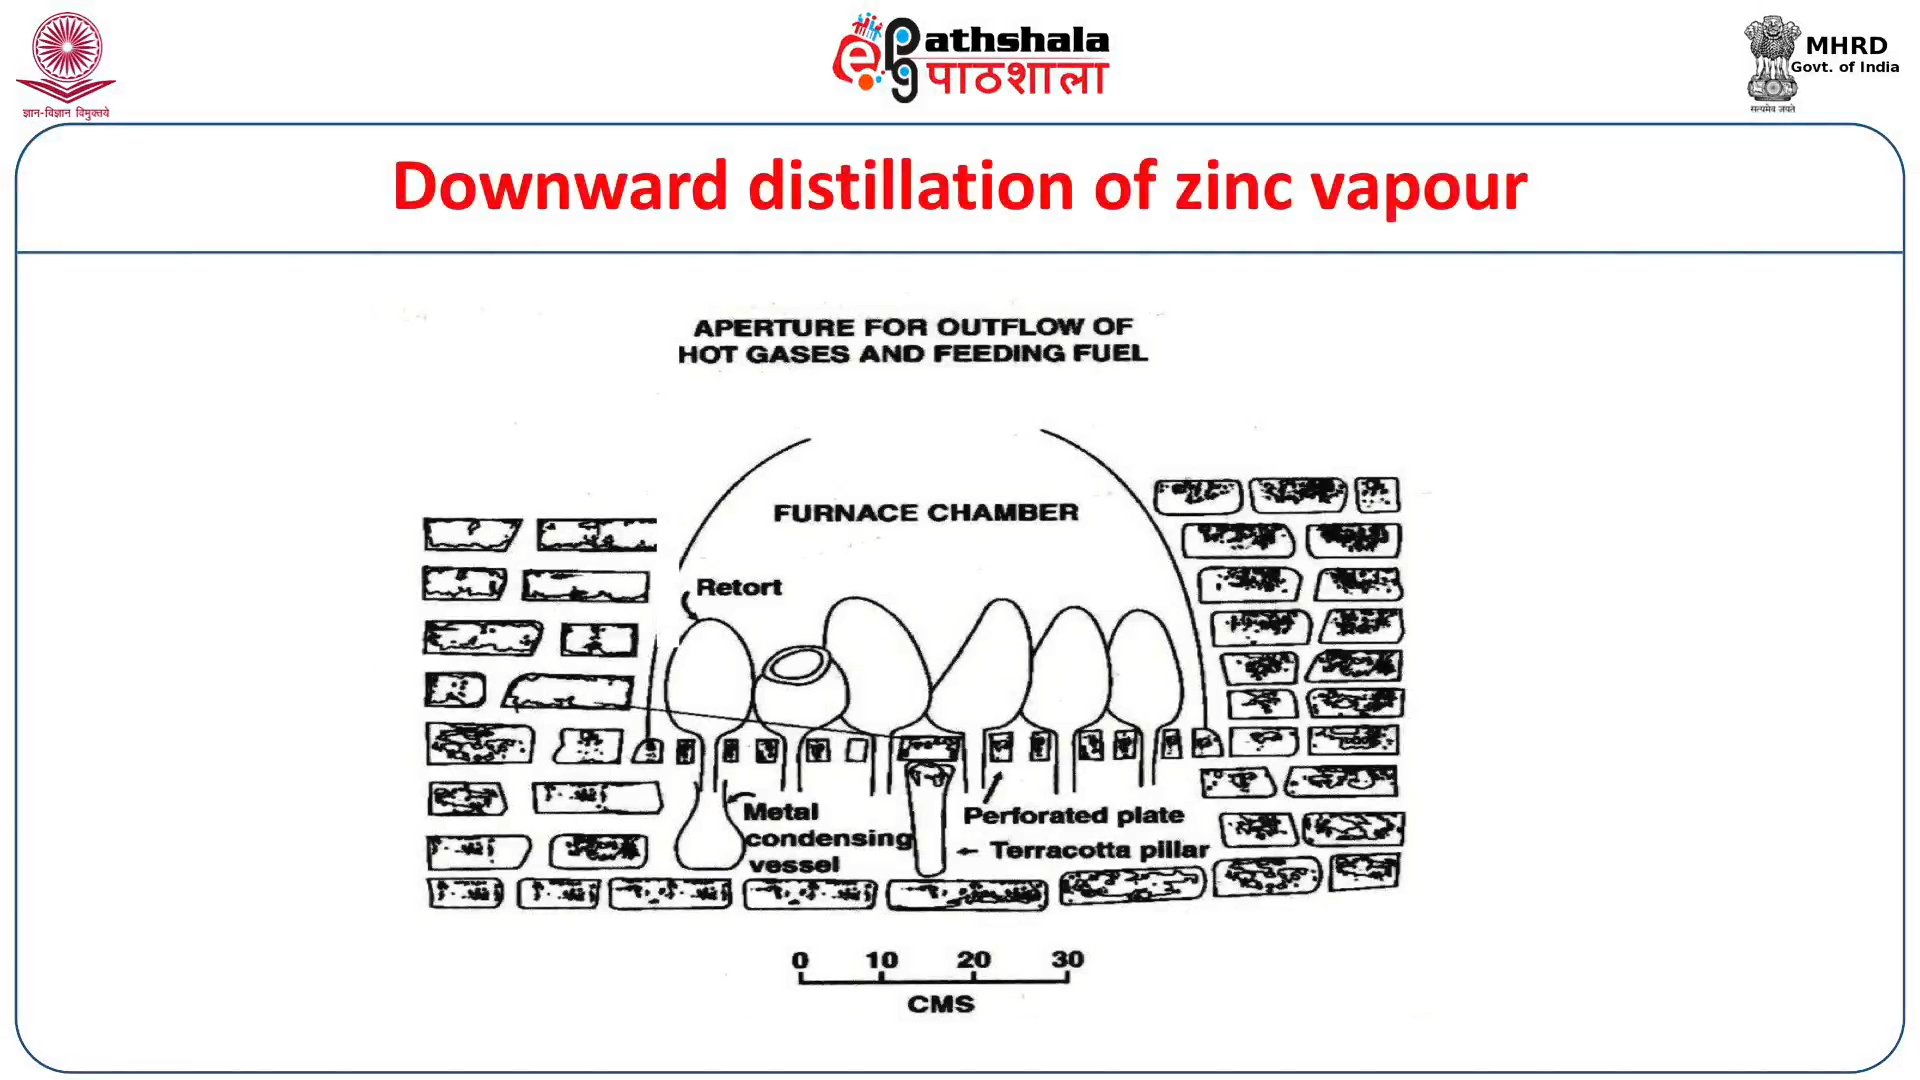 ज्ञान-विज्ञान विमुक्तये
ePG Pathshala
पाठशाला
MHRD
Govt. of India
सत्यमेव जयते
Downward distillation of zinc vapour
APERTURE FOR OUTFLOW OF
HOT GASES AND FEEDING FUEL
FURNACE CHAMBER
Retort
Metal
condensing
vessel
Perforated plate
Terracotta pillar
0 10 20 30
CMS